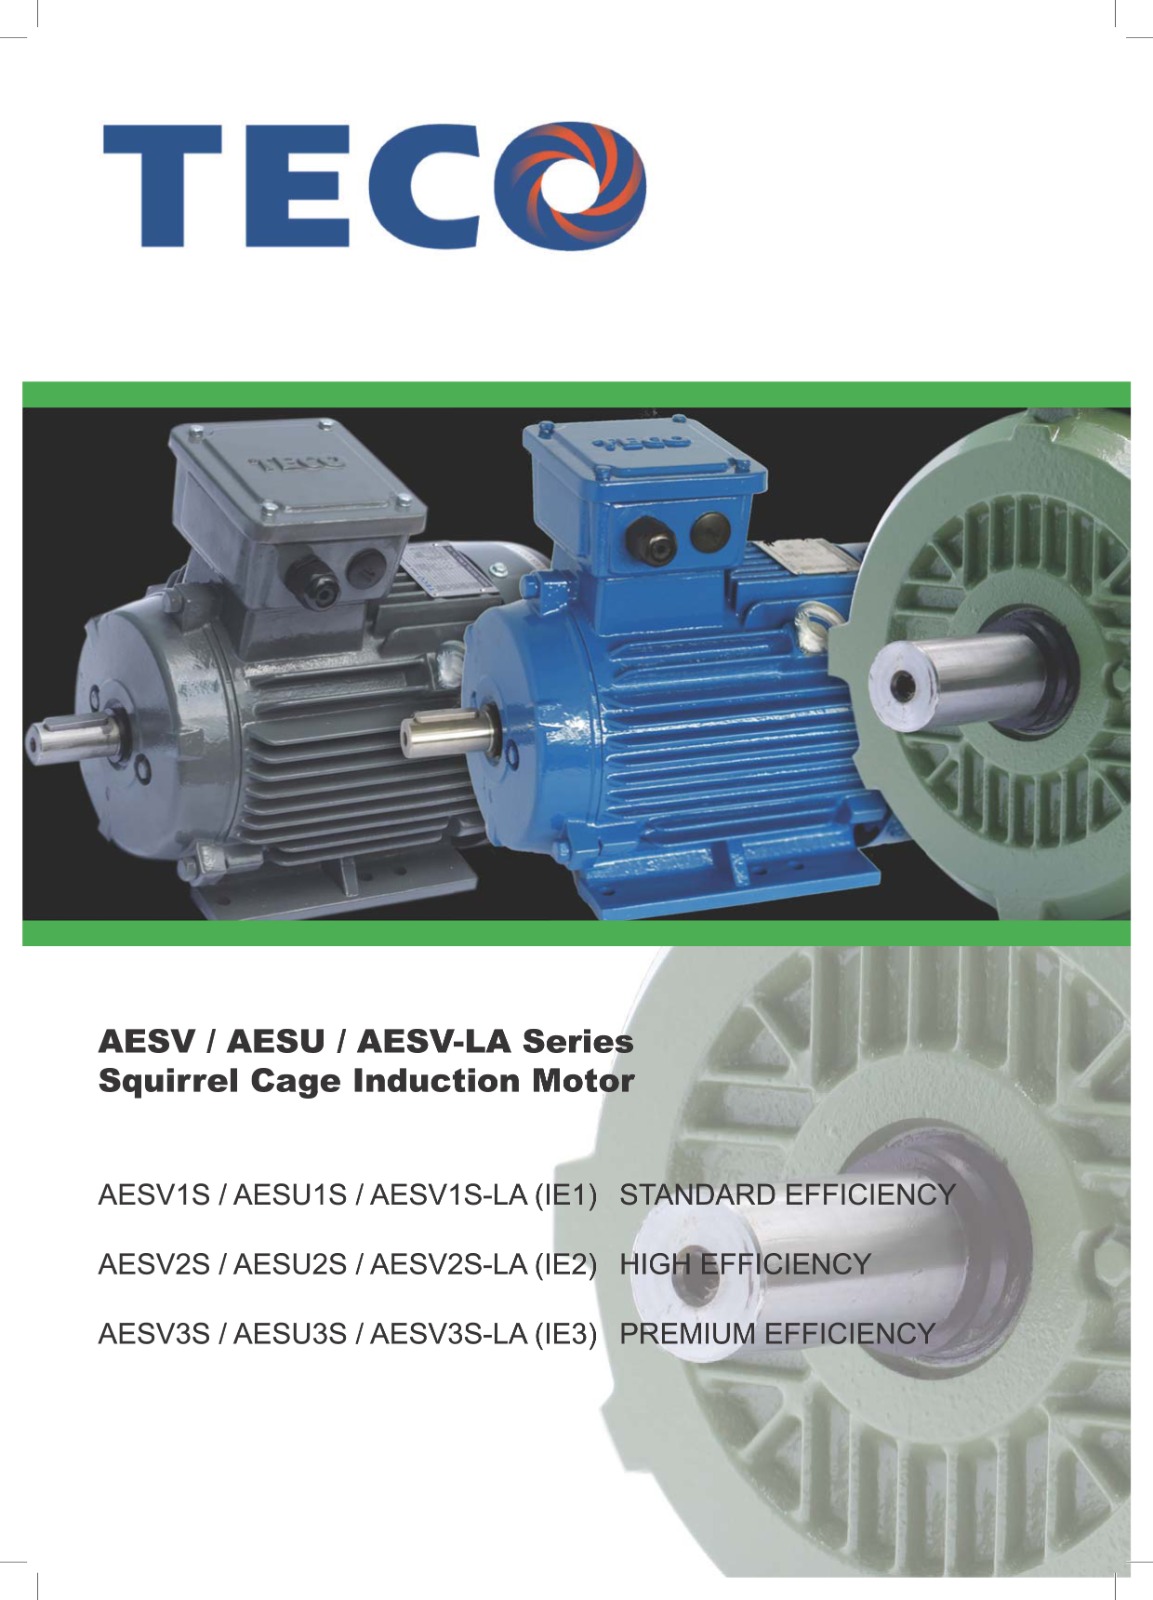 TECO
TECO
TECO
AESV / AESU / AESV-LA Series
Squirrel Cage Induction Motor
AESV1S / AESU1S / AESV1S-LA (IE1) STANDARD EFFICIENCY
AESV2S / AESU2S / AESV2S-LA (IE2) HIGH EFFICIENCY
AESV3S / AESU3S / AESV3S-LA (IE3) PREMIUM EFFICIENCY